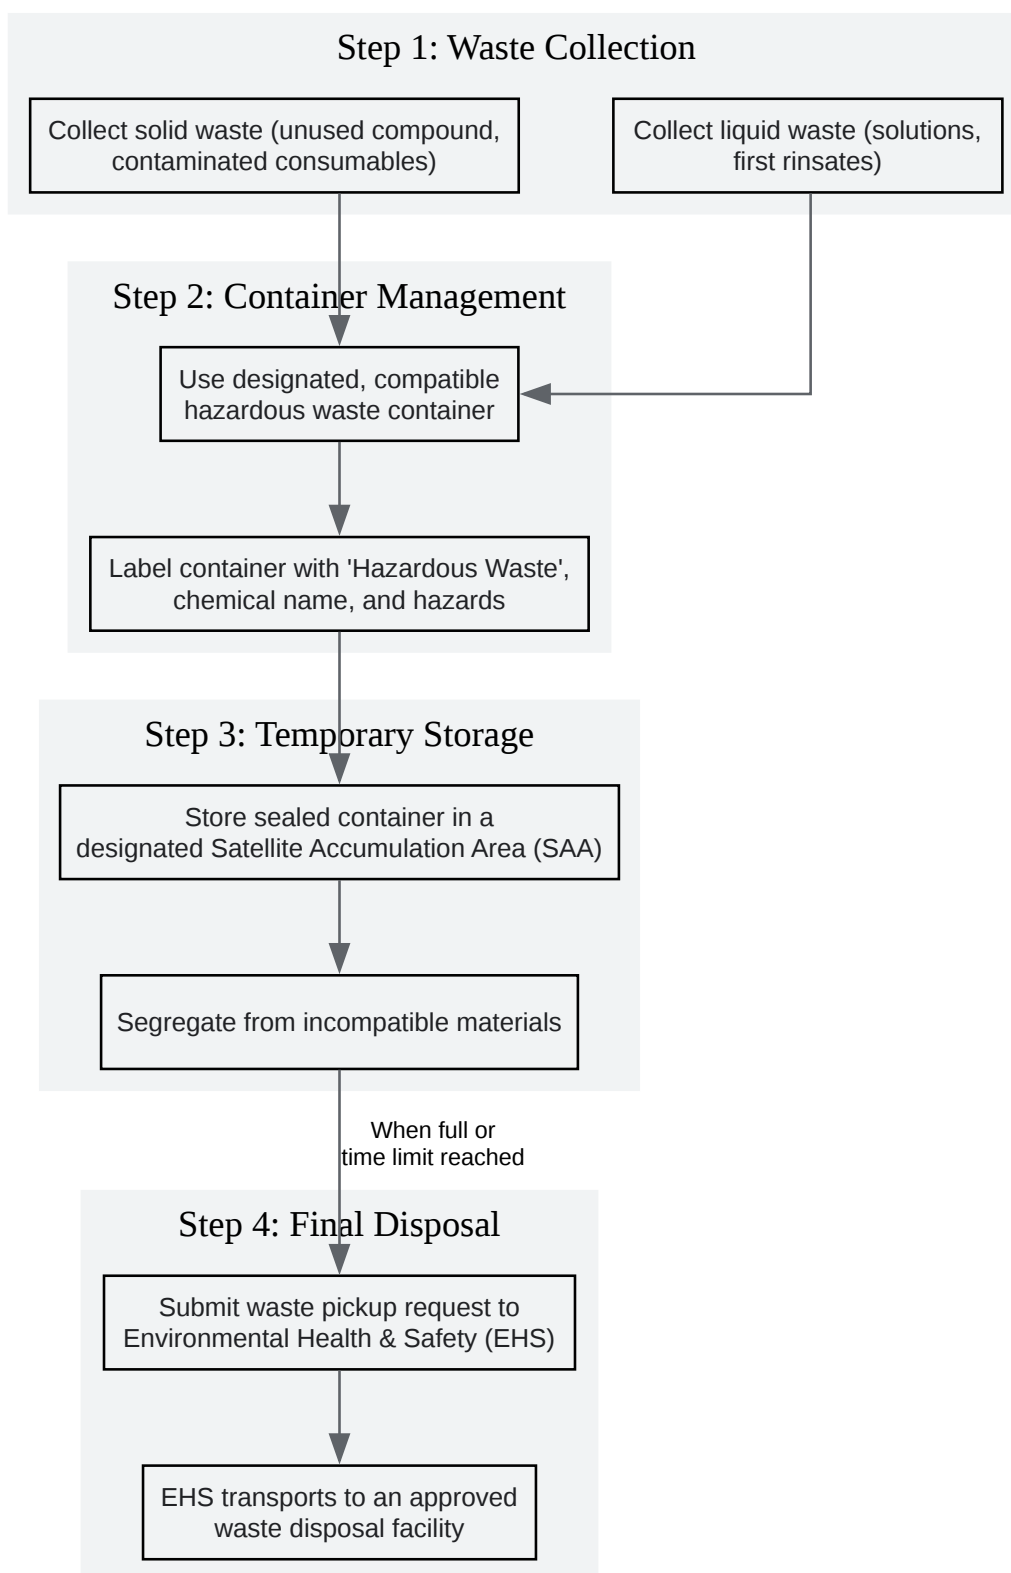 Step 1: Waste Collection
Collect solid waste (unused compound,
contaminated consumables)
Collect liquid waste (solutions,
first rinsates)
Step 2: Container Management
Use designated, compatible
hazardous waste container
Label container with 'Hazardous Waste',
chemical name, and hazards
Step 3: Temporary Storage
Store sealed container in a
designated Satellite Accumulation Area (SAA)
Segregate from incompatible materials
When full or
time limit reached
Step 4: Final Disposal
Submit waste pickup request to
Environmental Health & Safety (EHS)
EHS transports to an approved
waste disposal facility